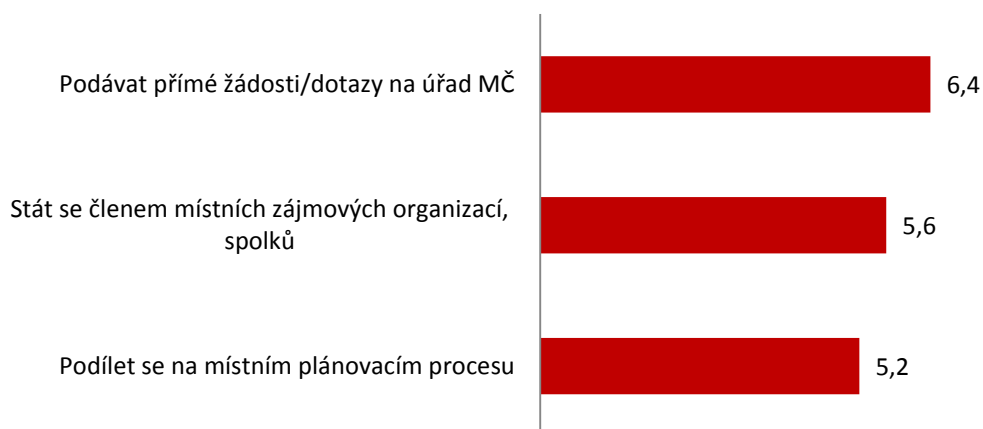 Podávat přímé žádosti/dotazy na úřad MČ
6,4
Stát se členem místních zájmových organizací,
spolků
5,6
Podílet se na místním plánovacím procesu
5,2